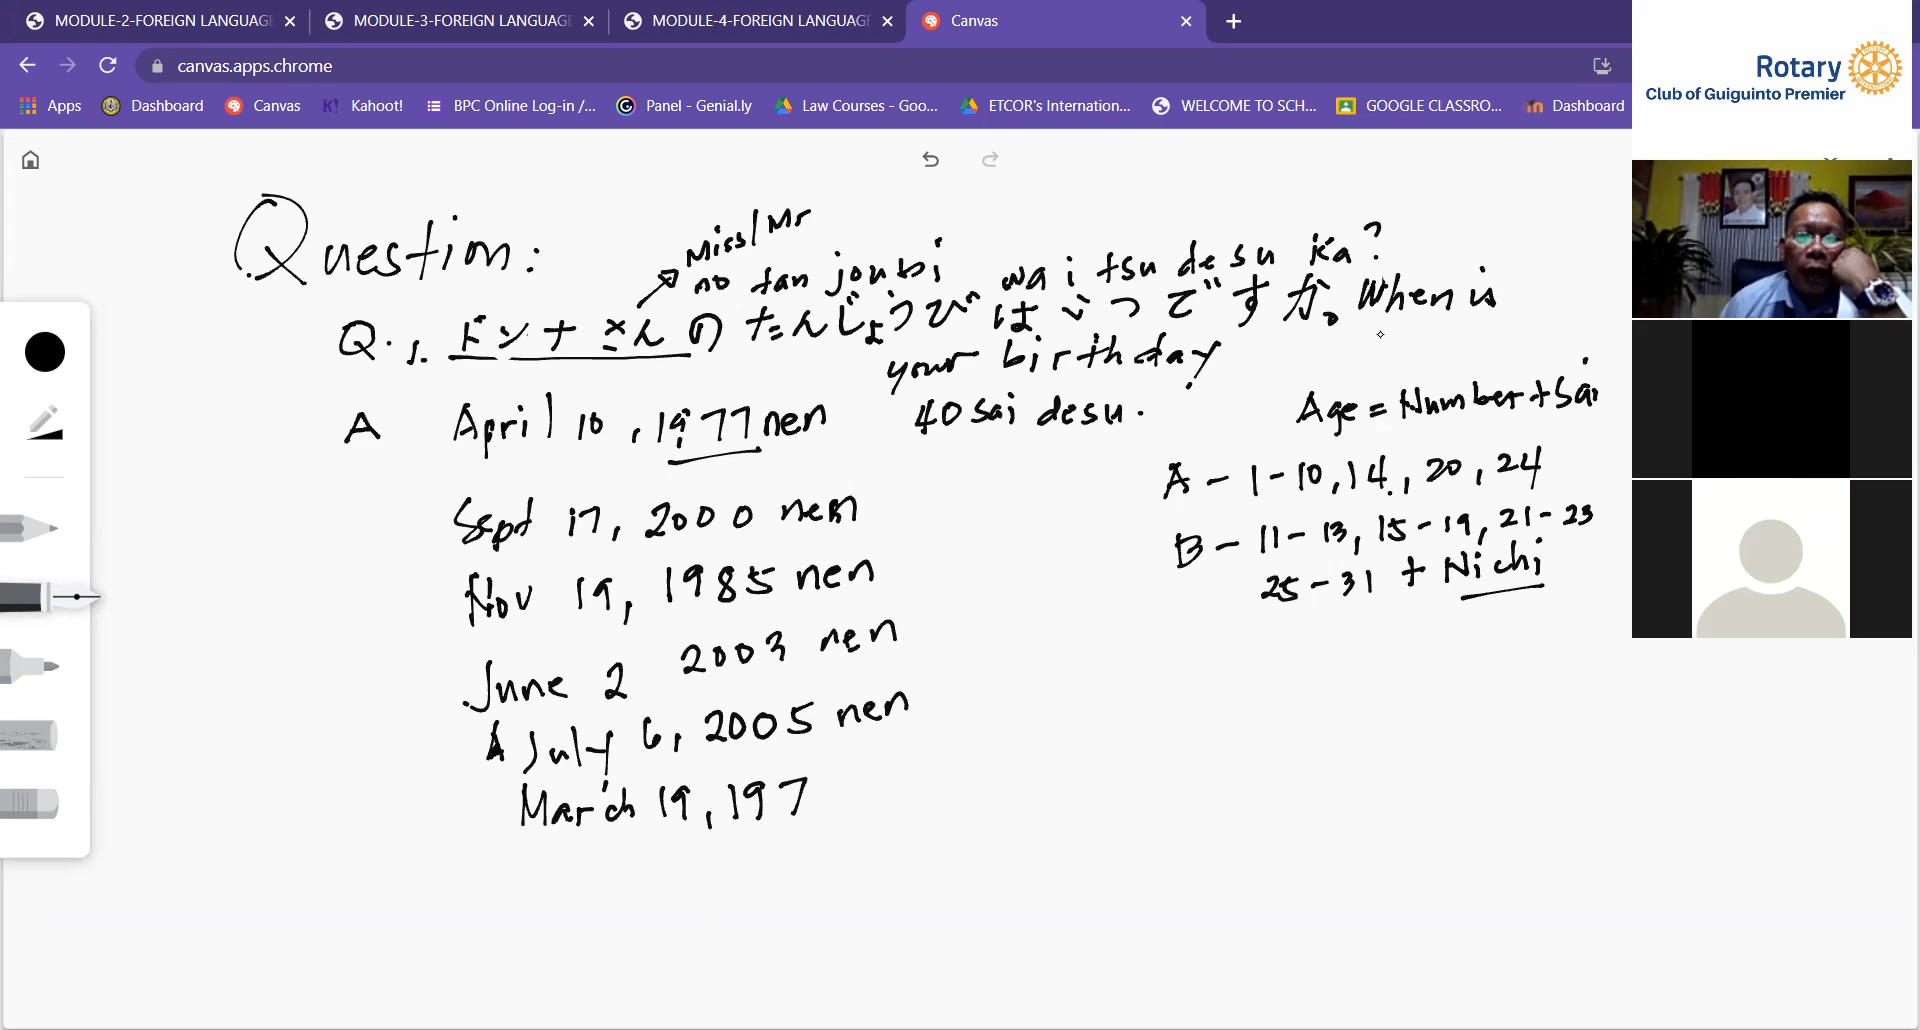 MODULE-2-FOREIGN LANGUAGE
MODULE-3-FOREIGN LANGUAGE
MODULE-4-FOREIGN LANGUAGE
Canvas
canvas.apps.chrome
Apps
Dashboard
Canvas
K!
Kahoot!
BPC Online Log-in /...
Panel - Genial.ly
Law Courses - Goo...
ETCOR's Internation...
WELCOME TO SCH...
GOOGLE CLASSRO...
Dashboard
Rotary
Club of Guiguinto Premier
Question:
Miss/Mr
no tan joubi wa i tsu desu ka?
Q. 1. ドンナ さん の たんじょうび は いつ ですか。 When is
your birthday
A April 10, 1977 nen 40 sai desu.
Sept 17, 2000 nen
Nov 19, 1985 nen
June 2 2003 nen
A July 6, 2005 nen
March 19, 197
Age = Number + Sai
A - 1-10, 14, 20, 24
B - 11-13, 15-19, 21-23
25-31 + Nichi